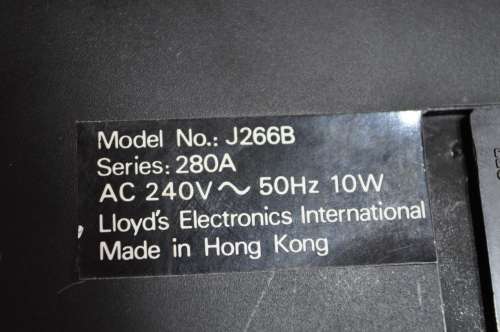 Model No.: J266B
Series: 280A
AC 240V ~ 50Hz 10W
Lloyd's Electronics International
Made in Hong Kong